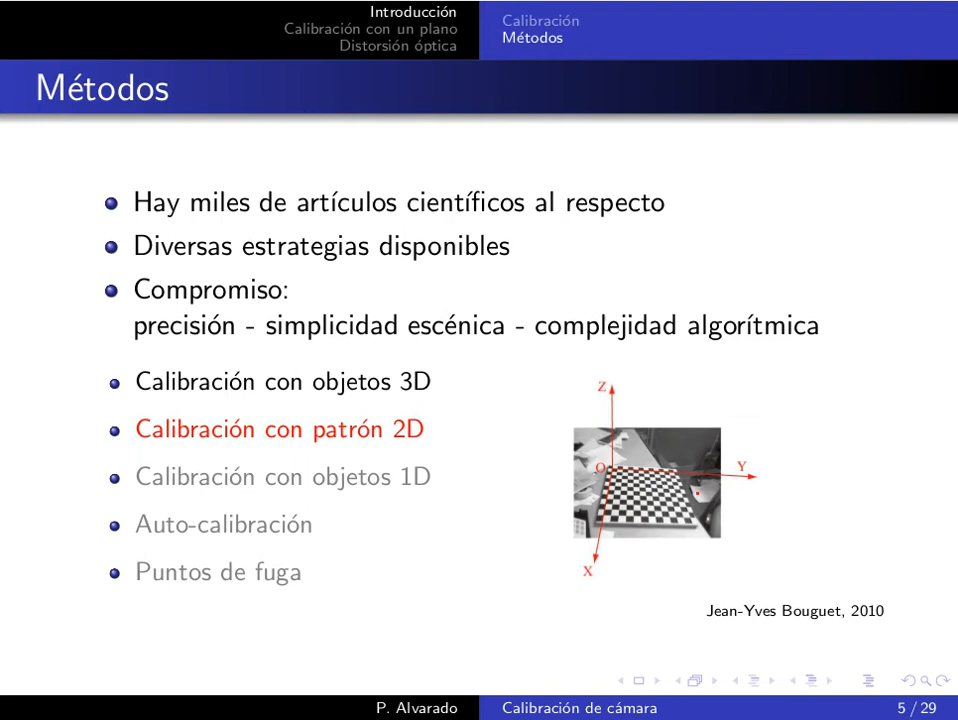 Introducción
Calibración con un plano
Distorsión óptica
Calibración
Métodos
Métodos
Hay miles de artículos científicos al respecto
Diversas estrategias disponibles
Compromiso:
precisión - simplicidad escénica - complejidad algorítmica
Calibración con objetos 3D
Calibración con patrón 2D
Calibración con objetos 1D
Auto-calibración
Puntos de fuga
Z
O
Y
X
Jean-Yves Bouguet, 2010
P. Alvarado
Calibración de cámara
5 / 29